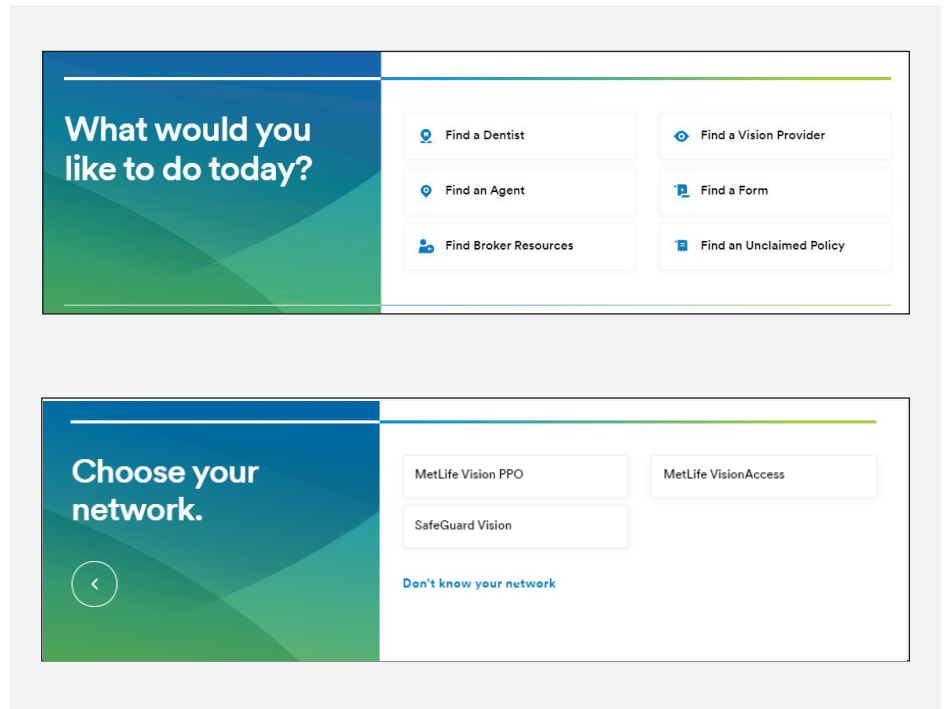 What would you
like to do today?
Find a Dentist
Find a Vision Provider
Find an Agent
Find a Form
Find Broker Resources
Find an Unclaimed Policy
Choose your
network.
MetLife Vision PPO
MetLife VisionAccess
SafeGuard Vision
Don't know your network